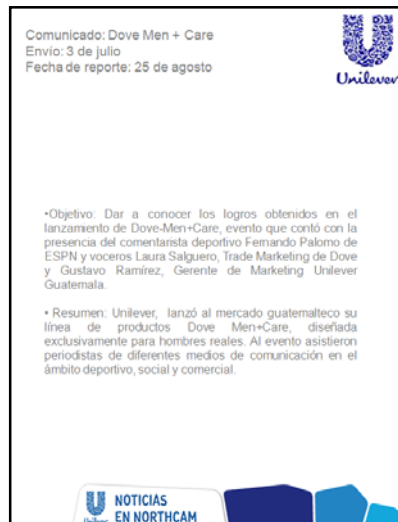 Comunicado: Dove Men + Care
Envío: 3 de julio
Fecha de reporte: 25 de agosto
Unilever
•Objetivo: Dar a conocer los logros obtenidos en el
lanzamiento de Dove-Men+Care, evento que contó con la
presencia del comentarista deportivo Fernando Palomo de
ESPN y voceros Laura Salguero, Trade Marketing de Dove
y Gustavo Ramírez, Gerente de Marketing Unilever
Guatemala.
• Resumen: Unilever, lanzó al mercado guatemalteco su
línea de productos Dove Men+Care, diseñada
exclusivamente para hombres reales. Al evento asistieron
periodistas de diferentes medios de comunicación en el
ámbito deportivo, social y comercial.
NOTICIAS
Unilever EN NORTHCAM